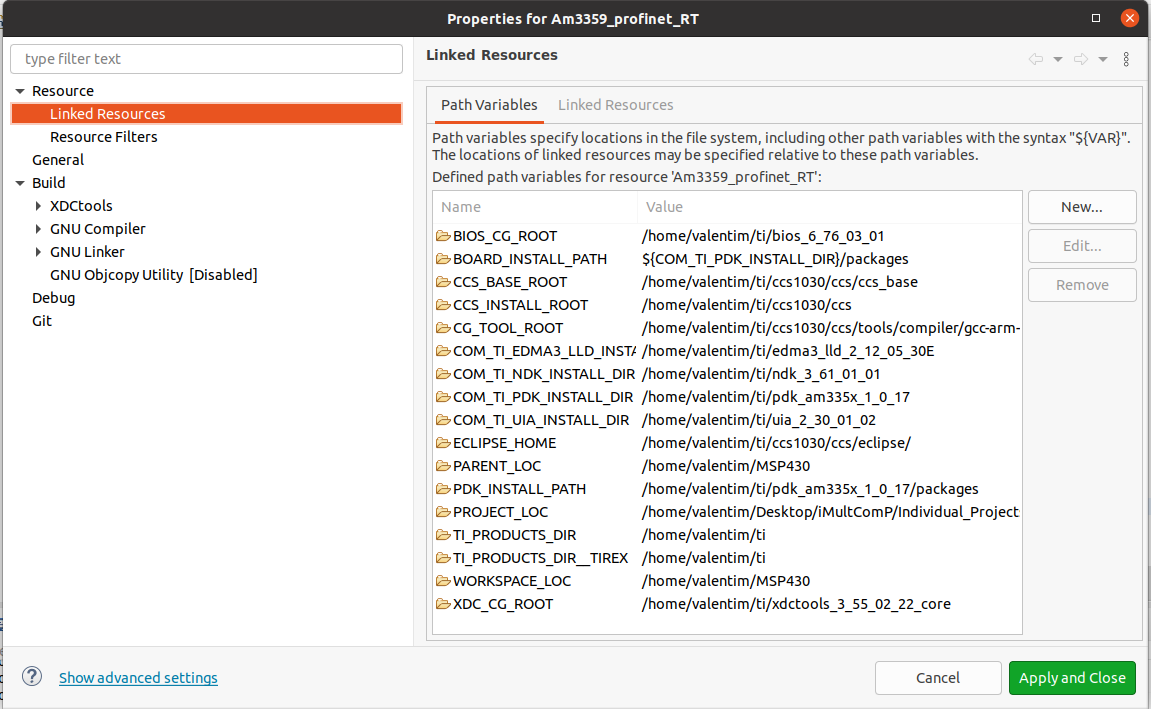 Properties for Am3359_profinet_RT
type filter text
Resource
Linked Resources
Resource Filters
General
Build
XDCtools
GNU Compiler
GNU Linker
GNU Objcopy Utility [Disabled]
Debug
Git
Linked Resources
Path Variables Linked Resources
Path variables specify locations in the file system, including other path variables with the syntax "${VAR}".
The locations of linked resources may be specified relative to these path variables.
Defined path variables for resource 'Am3359_profinet_RT':
Name Value
BIOS_CG_ROOT /home/valentim/ti/bios_6_76_03_01
BOARD_INSTALL_PATH ${COM_TI_PDK_INSTALL_DIR}/packages
CCS_BASE_ROOT /home/valentim/ti/ccs1030/ccs/ccs_base
CCS_INSTALL_ROOT /home/valentim/ti/ccs1030/ccs
CG_TOOL_ROOT /home/valentim/ti/ccs1030/ccs/tools/compiler/gcc-arm-
COM_TI_EDMA3_LLD_INSTA /home/valentim/ti/edma3_lld_2_12_05_30E
COM_TI_NDK_INSTALL_DIR /home/valentim/ti/ndk_3_61_01_01
COM_TI_PDK_INSTALL_DIR /home/valentim/ti/pdk_am335x_1_0_17
COM_TI_UIA_INSTALL_DIR /home/valentim/ti/uia_2_30_01_02
ECLIPSE_HOME /home/valentim/ti/ccs1030/ccs/eclipse/
PARENT_LOC /home/valentim/MSP430
PDK_INSTALL_PATH /home/valentim/ti/pdk_am335x_1_0_17/packages
PROJECT_LOC /home/valentim/Desktop/iMultComP/Individual_Project
TI_PRODUCTS_DIR /home/valentim/ti
TI_PRODUCTS_DIR__TIREX /home/valentim/ti
WORKSPACE_LOC /home/valentim/MSP430
XDC_CG_ROOT /home/valentim/ti/xdctools_3_55_02_22_core
New...
Edit...
Remove
? Show advanced settings
Cancel Apply and Close